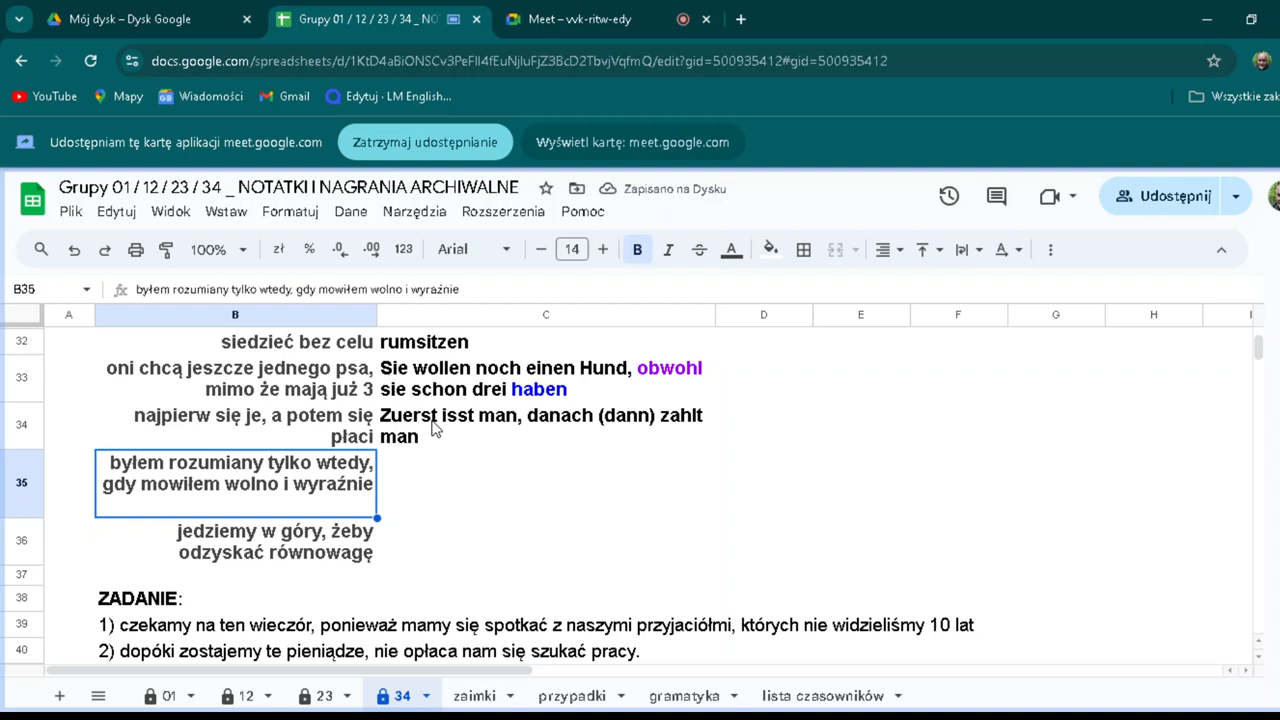 Mój dysk – Dysk Google
Grupy 01 / 12 / 23 / 34 _ NO
Meet – vvk-ritw-edy
docs.google.com/spreadsheets/d/1KtD4aBiONSCv3PeFlI4fEuNjluFjZ3BcD2TbvjVqfmQ/edit?gid=500935412#gid=500935412
YouTube Mapy Wiadomości Gmail Edytuj · LM English... Wszystkie zak
Udostępniam tę kartę aplikacji meet.google.com Zatrzymaj udostępnianie Wyświetl kartę: meet.google.com
Grupy 01 / 12 / 23 / 34 _ NOTATKI I NAGRANIA ARCHIWALNE Zapisano na Dysku
Udostępnij
Plik Edytuj Widok Wstaw Formatuj Dane Narzędzia Rozszerzenia Pomoc
100% zł % .0 .00 123 Arial 14 B I S A
B35 fx byłem rozumiany tylko wtedy, gdy mowiłem wolno i wyraźnie
A B C D E F G H I
32 siedzieć bez celu rumsitzen
33 oni chcą jeszcze jednego psa, Sie wollen noch einen Hund, obwohl
mimo że mają już 3 sie schon drei haben
34 najpierw się je, a potem się Zuerst isst man, danach (dann) zahlt
płaci man
35 byłem rozumiany tylko wtedy,
gdy mowiłem wolno i wyraźnie
36 jedziemy w góry, żeby
odzyskać równowagę
37
38 ZADANIE:
39 1) czekamy na ten wieczór, ponieważ mamy się spotkać z naszymi przyjaciółmi, których nie widzieliśmy 10 lat
40 2) dopóki zostajemy te pieniądze, nie opłaca nam się szukać pracy.
01 12 23 34 zaimki przypadki gramatyka lista czasowników